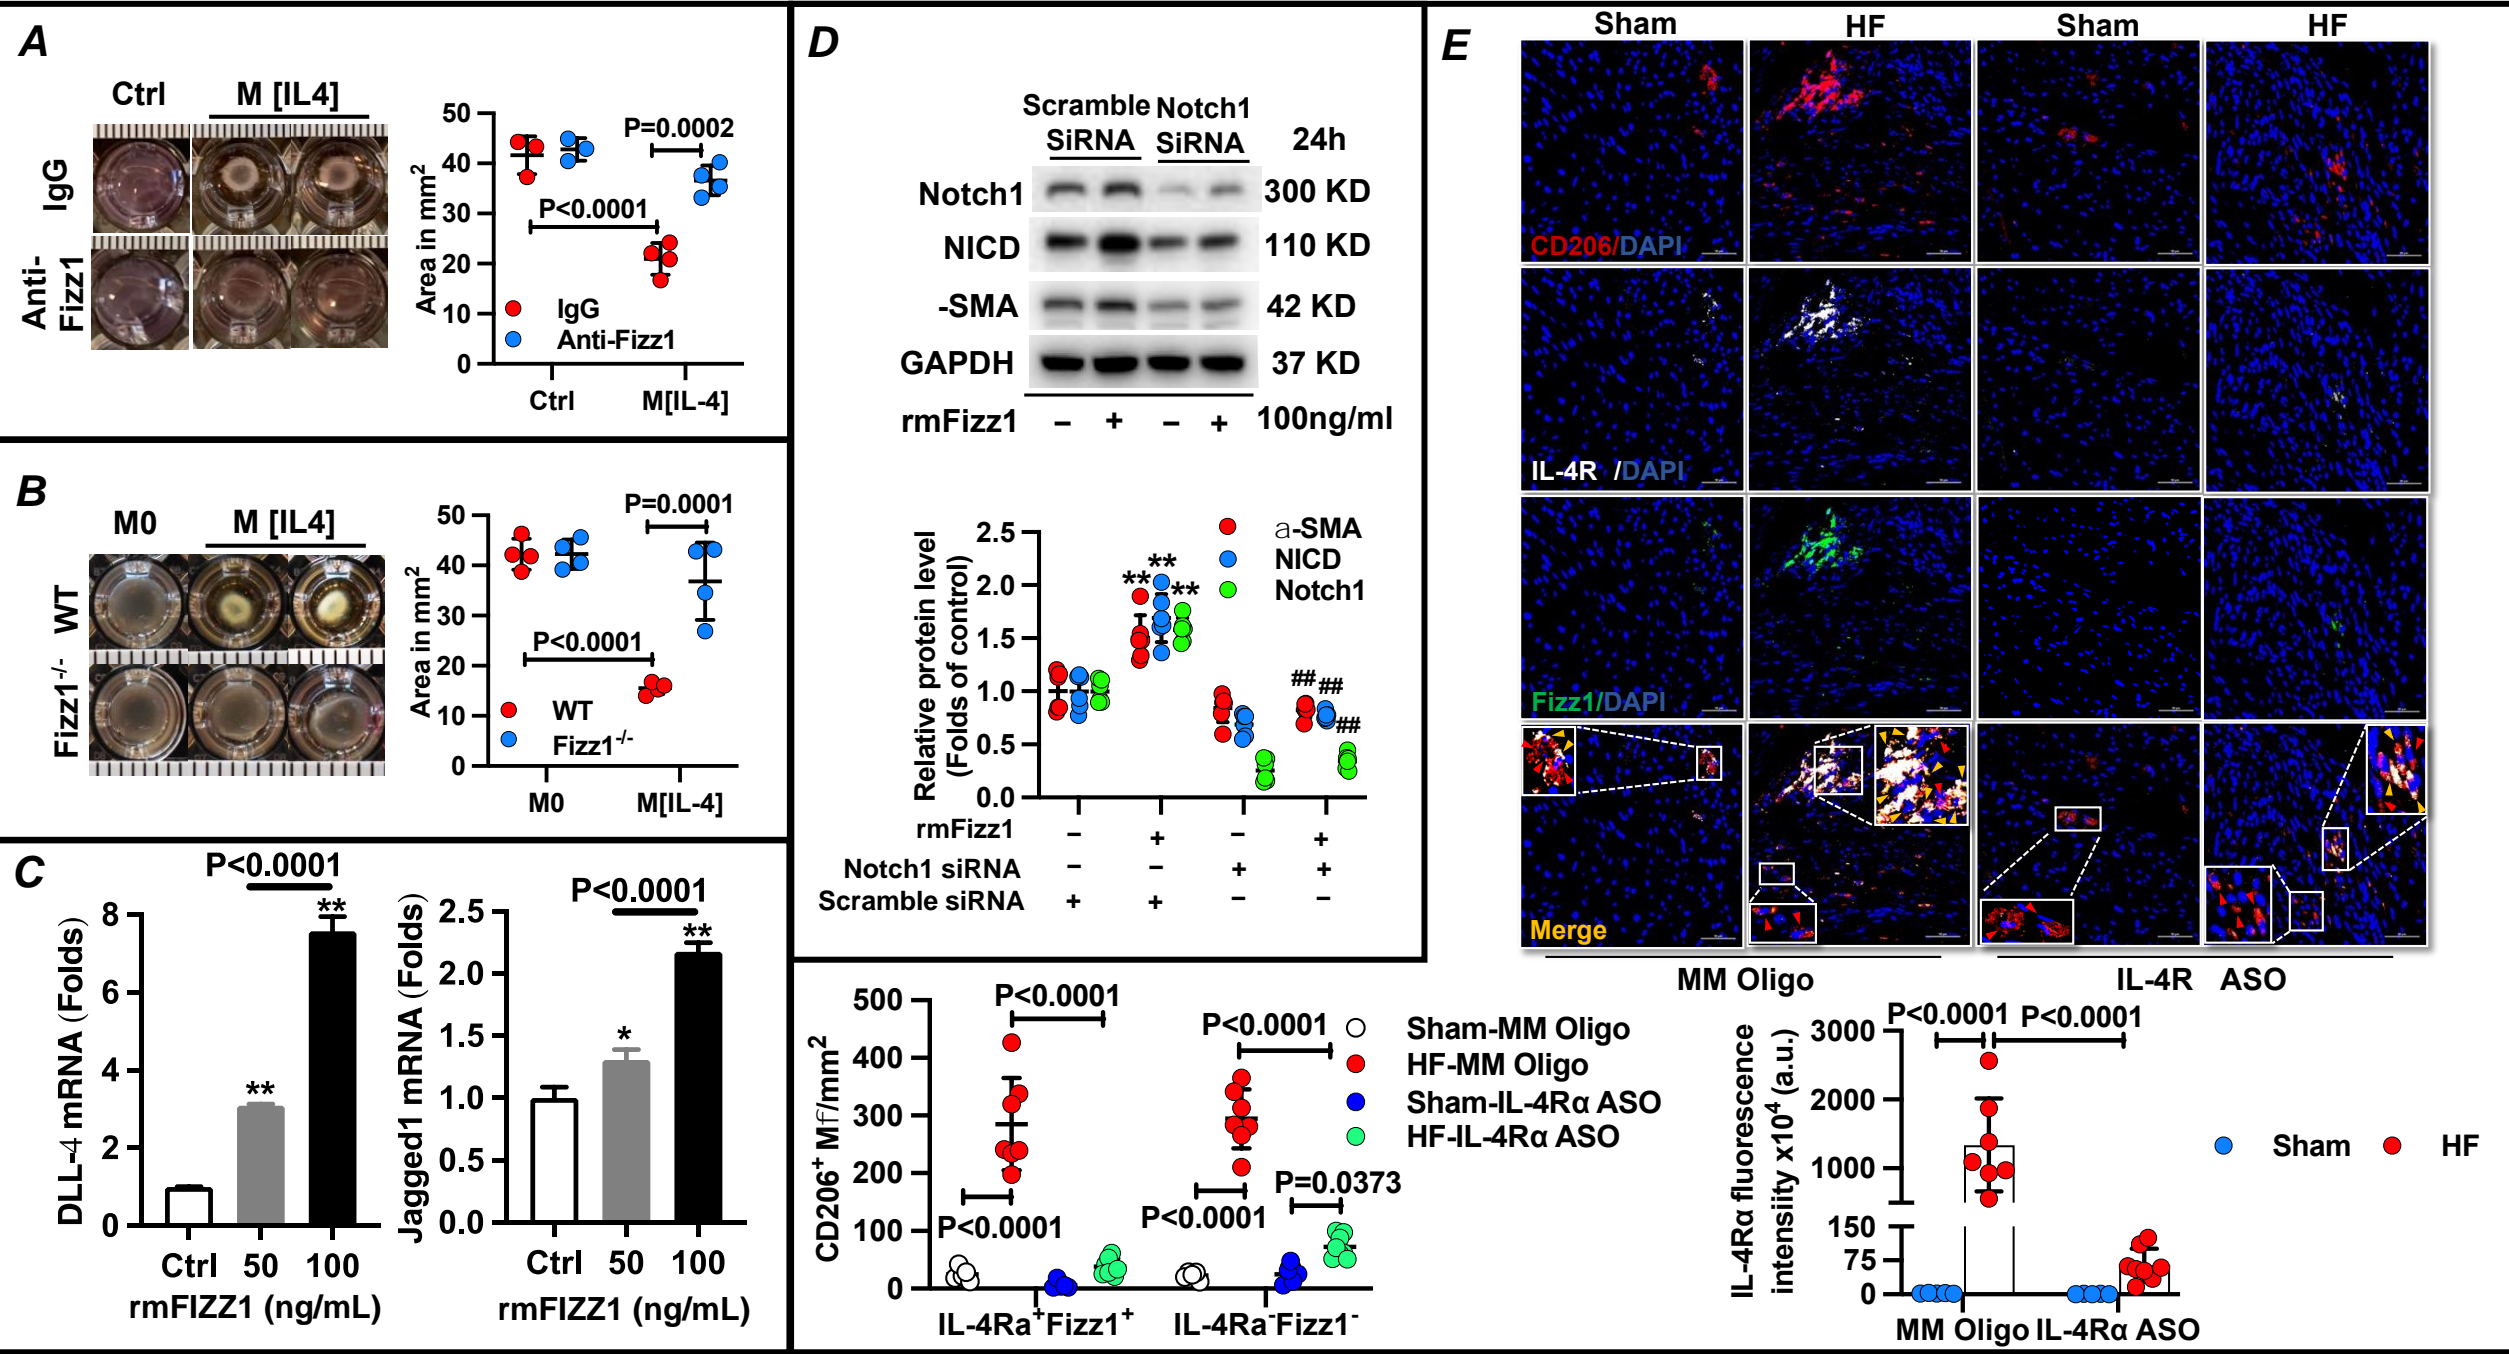 A
Ctrl
M [IL4]
IgG
Anti-
Fizz1
Area in mm2
50
40
30
20
10
0
P=0.0002
P<0.0001
IgG
Anti-Fizz1
Ctrl
M[IL-4]
B
M0
M [IL4]
WT
Fizz1-/-
Area in mm2
50
40
30
20
10
0
P=0.0001
P<0.0001
WT
Fizz1-/-
M0
M[IL-4]
C
P<0.0001
DLL-4 mRNA (Folds)
8
6
4
2
0
**
**
Ctrl
50
100
rmFIZZ1 (ng/mL)
P<0.0001
Jagged1 mRNA (Folds)
2.5
2.0
1.5
1.0
0.5
0.0
*
**
Ctrl
50
100
rmFIZZ1 (ng/mL)
D
Scramble Notch1
SiRNA SiRNA
24h
Notch1
300 KD
NICD
110 KD
-SMA
42 KD
GAPDH
37 KD
rmFizz1 − + − + 100ng/ml
Relative protein level
(Folds of control)
2.5
2.0
1.5
1.0
0.5
0.0
a-SMA
NICD
Notch1
** ** **
## ## ##
rmFizz1 − + − +
Notch1 siRNA − − + +
Scramble siRNA + + − −
E
Sham HF Sham HF
CD206/DAPI
IL-4R /DAPI
Fizz1/DAPI
Merge
MM Oligo
IL-4R ASO
CD206+ Mf/mm2
500
400
300
200
100
0
P<0.0001
P<0.0001
P<0.0001
P<0.0001
P=0.0373
Sham-MM Oligo
HF-MM Oligo
Sham-IL-4Rα ASO
HF-IL-4Rα ASO
IL-4Ra+Fizz1+
IL-4Ra-Fizz1-
IL-4Rα fluorescence
intensiity x104 (a.u.)
3000
2000
1000
150
75
0
P<0.0001
P<0.0001
Sham
HF
MM Oligo
IL-4Rα ASO